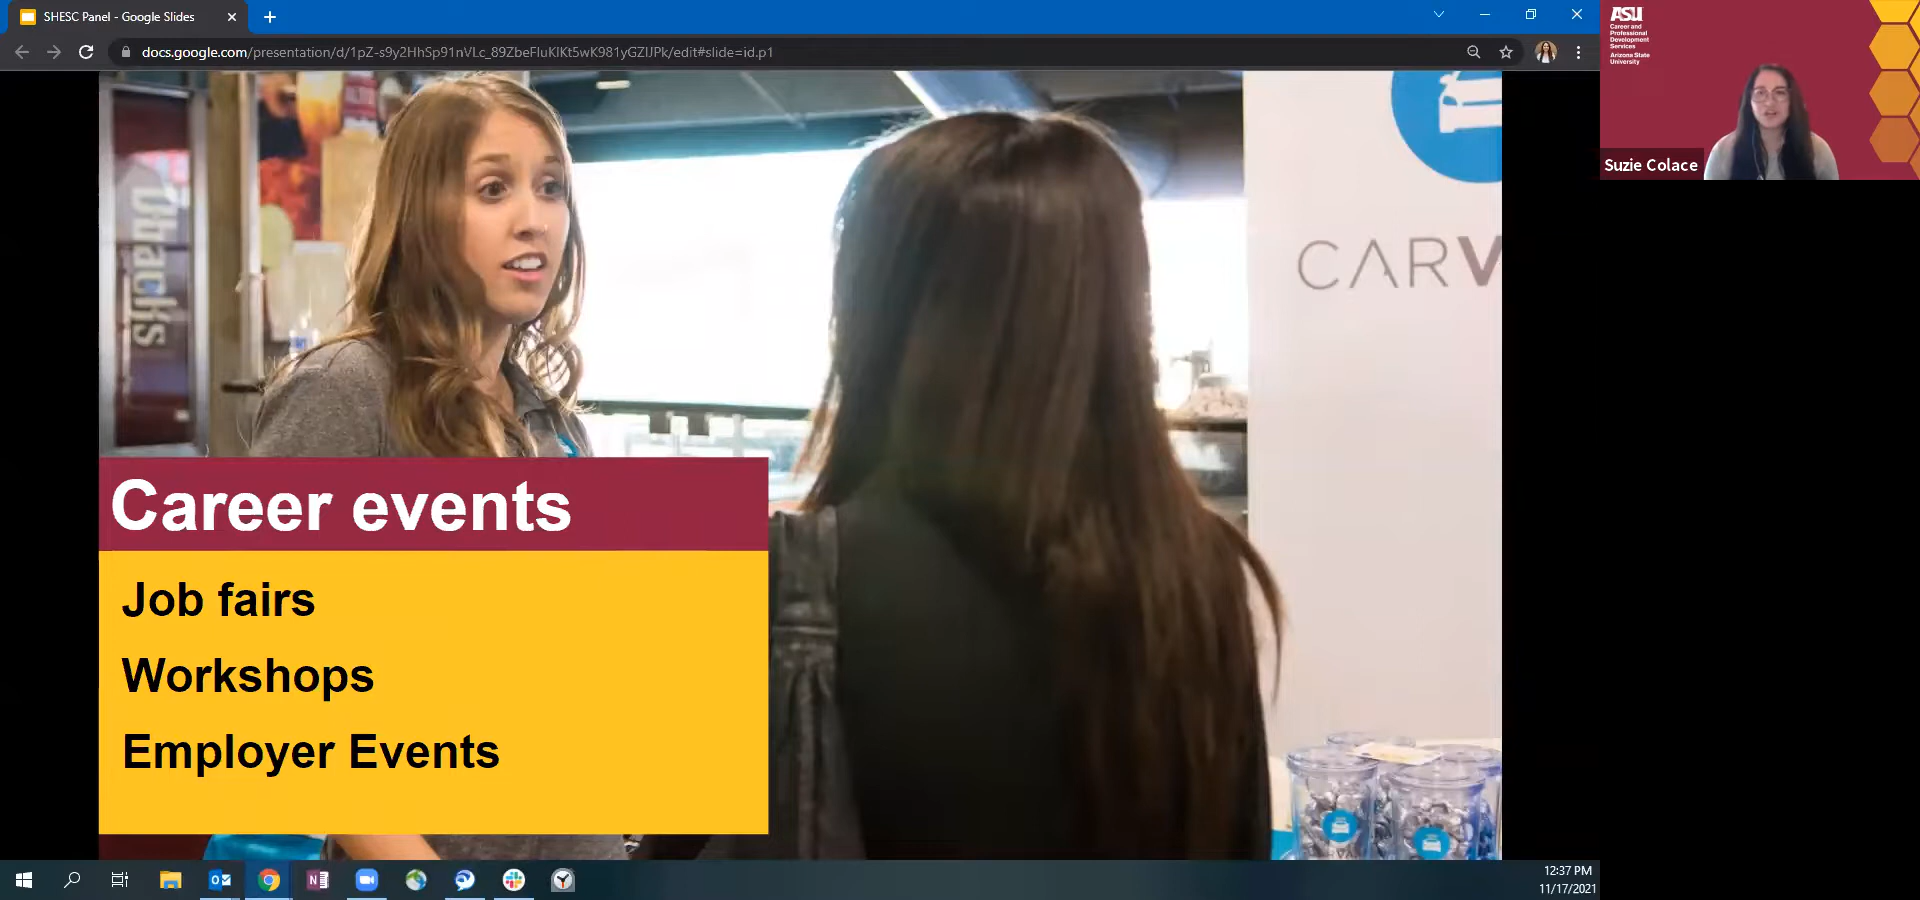 SHESC Panel - Google Slides
docs.google.com/presentation/d/1pZ-s9y2HhSp91nVLc_89ZbeFluKlKt5wK981yGZlJPk/edit#slide=id.p1
ASU
Career and
Professional
Development
Services
Arizona State
University
Suzie Colace
CARV
Career events
Job fairs
Workshops
Employer Events
12:37 PM
11/17/2021